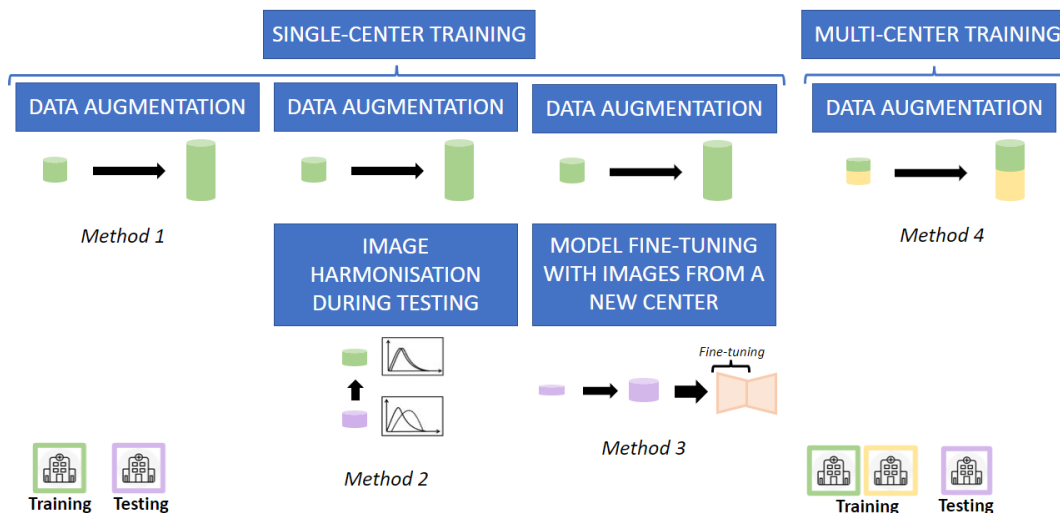 SINGLE-CENTER TRAINING
MULTI-CENTER TRAINING
DATA AUGMENTATION
DATA AUGMENTATION
DATA AUGMENTATION
DATA AUGMENTATION
Method 1
Method 4
IMAGE
HARMONISATION
DURING TESTING
MODEL FINE-TUNING
WITH IMAGES FROM A
NEW CENTER
Fine-tuning
Method 2
Method 3
Training
Testing
Training
Testing